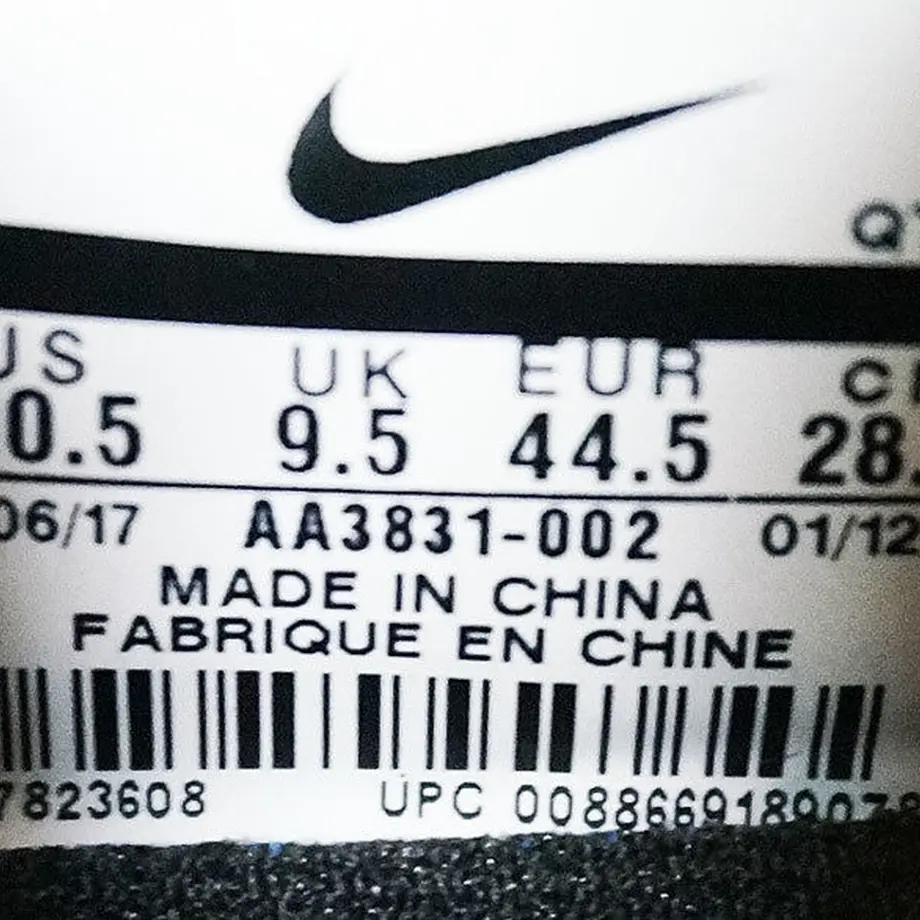 US UK EUR
0.5 9.5 44.5 28
06/17 AA3831-002 01/12
MADE IN CHINA
FABRIQUE EN CHINE
7823608 UPC 00886691890